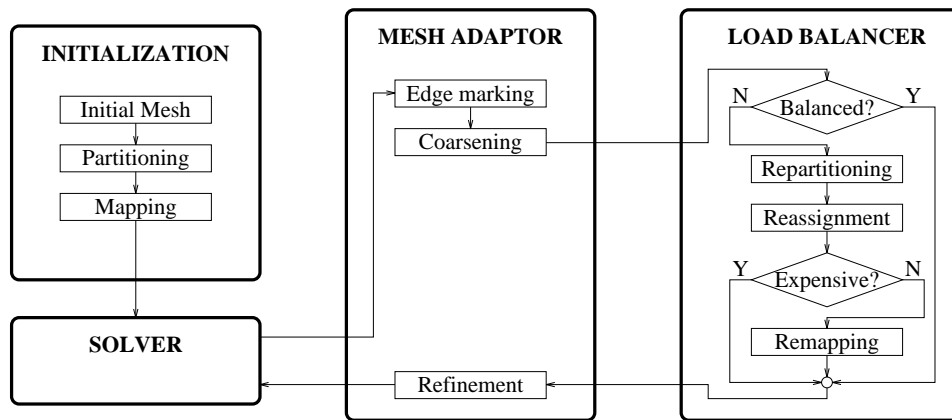 INITIALIZATION
Initial Mesh
Partitioning
Mapping
SOLVER
MESH ADAPTOR
Edge marking
Coarsening
Refinement
LOAD BALANCER
N
Balanced?
Y
Repartitioning
Reassignment
Y
Expensive?
N
Remapping